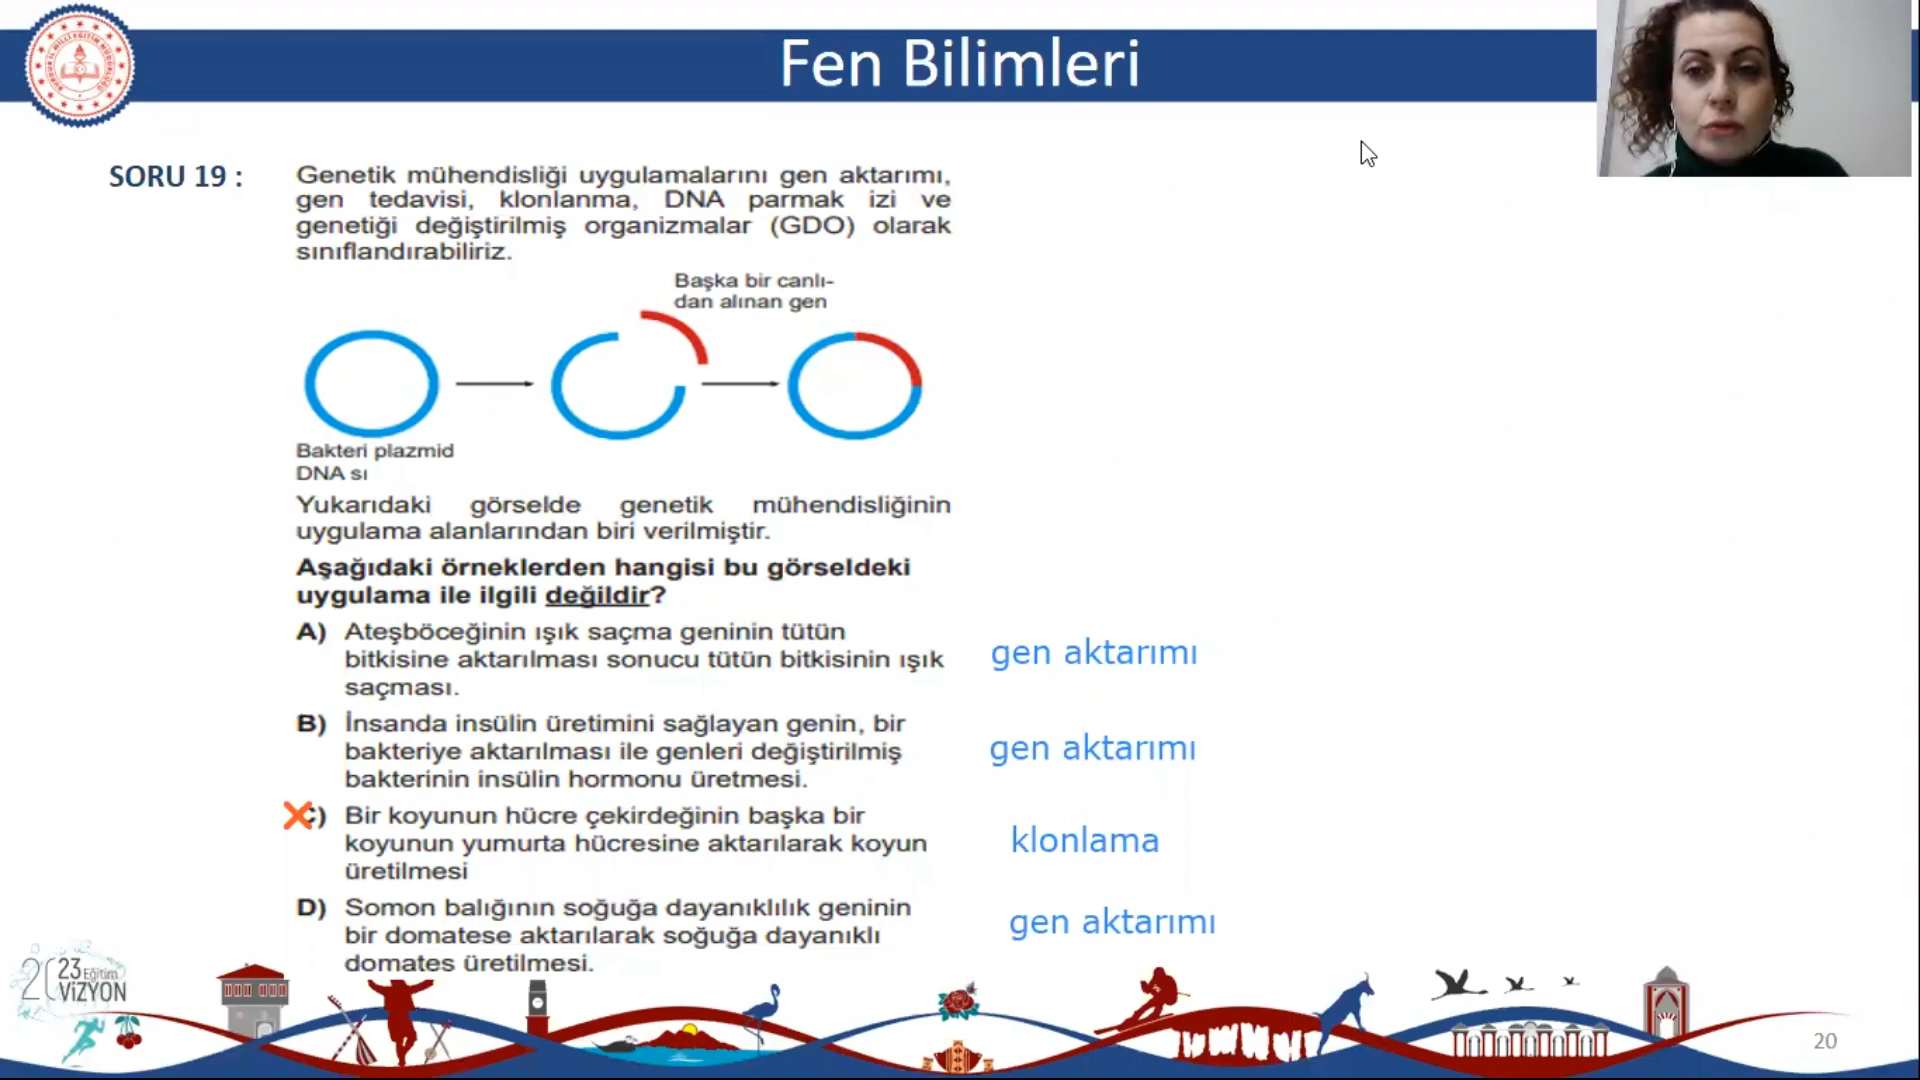 Fen Bilimleri
SORU 19 :
Genetik mühendisliği uygulamalarını gen aktarımı,
gen tedavisi, klonlanma, DNA parmak izi ve
genetiği değiştirilmiş organizmalar (GDO) olarak
sınıflandırabiliriz.
Başka bir canlı-
dan alınan gen
Bakteri plazmid
DNA sı
Yukarıdaki görselde genetik mühendisliğinin
uygulama alanlarından biri verilmiştir.
Aşağıdaki örneklerden hangisi bu görseldeki
uygulama ile ilgili değildir?
A) Ateşböceğinin ışık saçma geninin tütün
bitkisine aktarılması sonucu tütün bitkisinin ışık
saçması.
gen aktarımı
B) İnsanda insülin üretimini sağlayan genin, bir
bakteriye aktarılması ile genleri değiştirilmiş
bakterinin insülin hormonu üretmesi.
gen aktarımı
C) Bir koyunun hücre çekirdeğinin başka bir
koyunun yumurta hücresine aktarılarak koyun
üretilmesi
klonlama
D) Somon balığının soğuğa dayanıklılık geninin
bir domatese aktarılarak soğuğa dayanıklı
domates üretilmesi.
gen aktarımı
2023 Eğitim
VİZYON
20